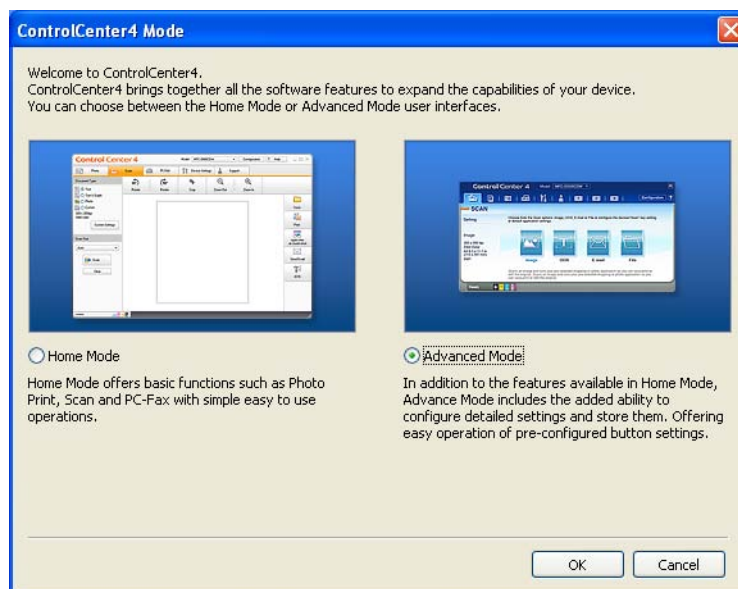 ControlCenter4 Mode
Welcome to ControlCenter4.
ControlCenter4 brings together all the software features to expand the capabilities of your device.
You can choose between the Home Mode or Advanced Mode user interfaces.
Control Center 4
Control Center 4
SCAN
Image
OCR
E-mail
File
Home Mode
Advanced Mode
Home Mode offers basic functions such as Photo
Print, Scan and PC-Fax with simple easy to use
operations.
In addition to the features available in Home Mode,
Advance Mode includes the added ability to
configure detailed settings and store them. Offering
easy operation of pre-configured button settings.
OK
Cancel